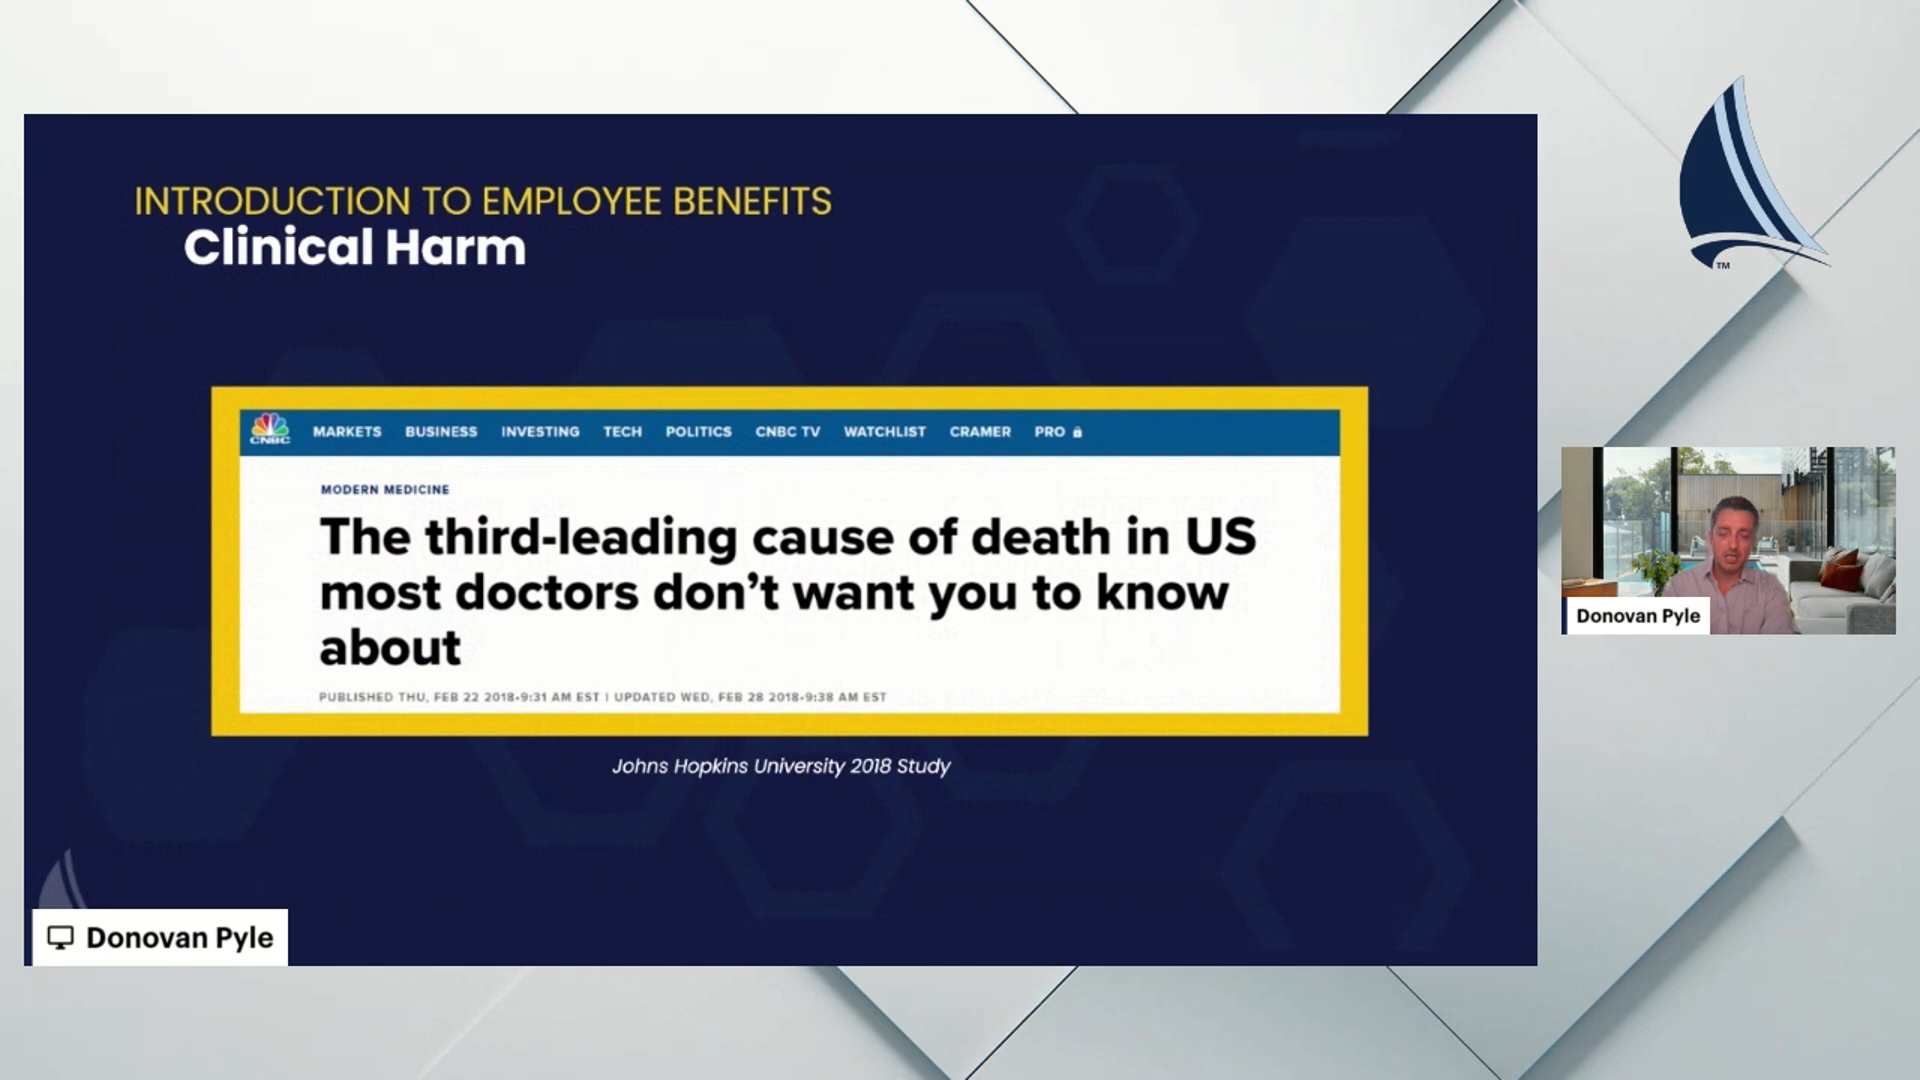 INTRODUCTION TO EMPLOYEE BENEFITS
Clinical Harm
CNBC
MARKETS BUSINESS INVESTING TECH POLITICS CNBC TV WATCHLIST CRAMER PRO
MODERN MEDICINE
The third-leading cause of death in US
most doctors don’t want you to know
about
PUBLISHED THU, FEB 22 2018•9:31 AM EST | UPDATED WED, FEB 28 2018•9:38 AM EST
Johns Hopkins University 2018 Study
Donovan Pyle
TM
Donovan Pyle